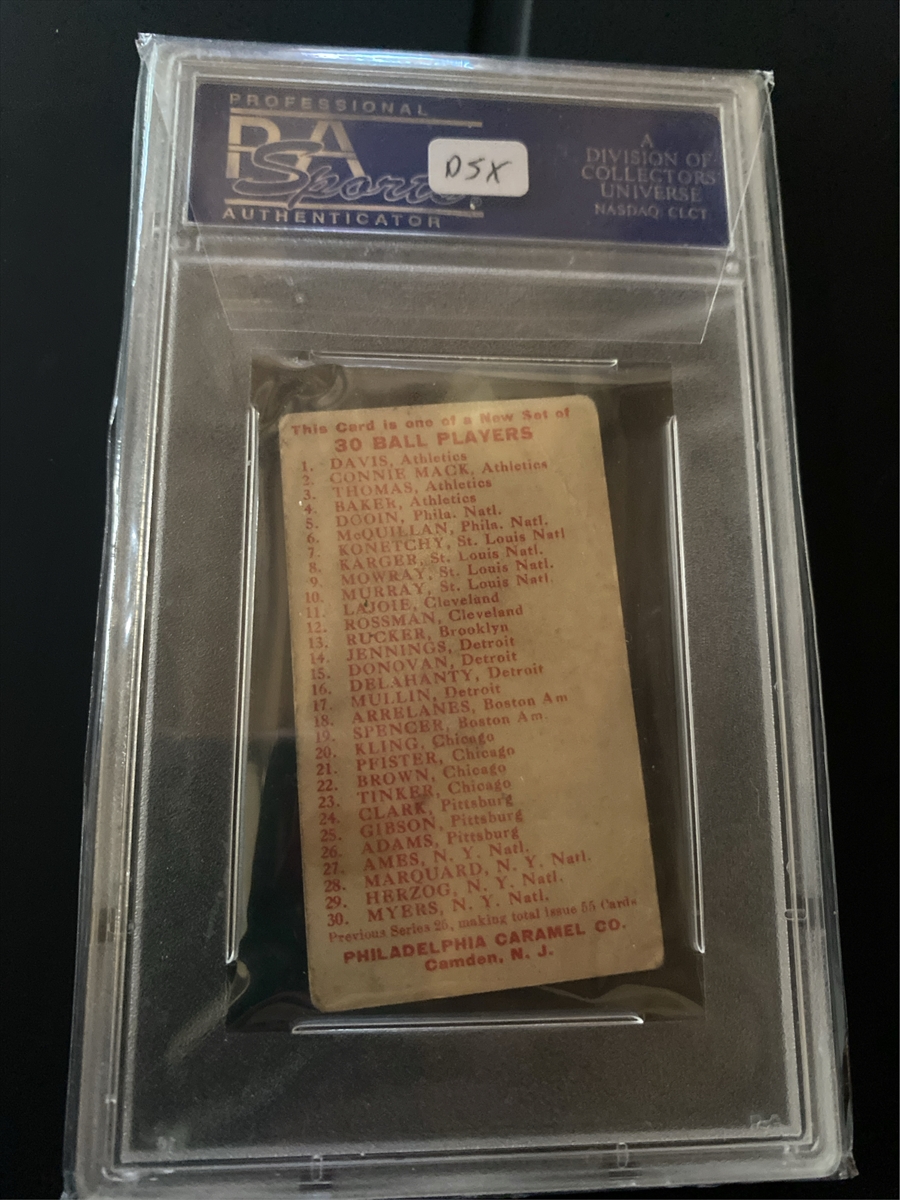 PROFESSIONAL
PSA
Sports
AUTHENTICATOR
DSX
A
DIVISION OF
COLLECTORS
UNIVERSE
NASDAQ: CLCT
This Card is one of a New Set of
30 BALL PLAYERS
1. DAVIS, Athletics
2. CONNIE MACK, Athletics
3. THOMAS, Athletics
4. BAKER, Athletics
5. DOOIN, Phila. Natl.
6. McQUILLAN, Phila. Natl.
7. KONETCHY, St. Louis Natl
8. KARGER, St. Louis Natl.
9. MOWRAY, St. Louis Natl.
10. MURRAY, St. Louis Natl.
11. LAJOIE, Cleveland
12. ROSSMAN, Cleveland
13. RUCKER, Brooklyn
14. JENNINGS, Detroit
15. DONOVAN, Detroit
16. DELAHANTY, Detroit
17. MULLIN, Detroit
18. ARRELANES, Boston Am
19. SPENCER, Boston Am.
20. KLING, Chicago
21. PFISTER, Chicago
22. BROWN, Chicago
23. TINKER, Chicago
24. CLARK, Pittsburg
25. GIBSON, Pittsburg
26. ADAMS, Pittsburg
27. AMES, N. Y. Natl.
28. MARQUARD, N. Y. Natl.
29. HERZOG, N. Y. Natl.
30. MYERS, N. Y. Natl.
Previous Series 25, making total issue 55 Cards
PHILADELPHIA CARAMEL CO.
Camden, N. J.